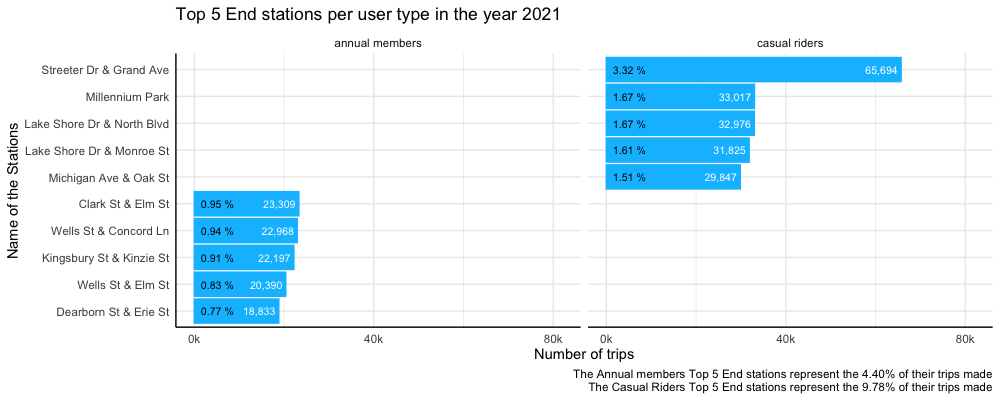 Top 5 End stations per user type in the year 2021
annual members
casual riders
Name of the Stations
Streeter Dr & Grand Ave
3.32 %
65,694
Millennium Park
1.67 %
33,017
Lake Shore Dr & North Blvd
1.67 %
32,976
Lake Shore Dr & Monroe St
1.61 %
31,825
Michigan Ave & Oak St
1.51 %
29,847
Clark St & Elm St
0.95 %
23,309
Wells St & Concord Ln
0.94 %
22,968
Kingsbury St & Kinzie St
0.91 %
22,197
Wells St & Elm St
0.83 %
20,390
Dearborn St & Erie St
0.77 %
18,833
0k
40k
80k
0k
40k
80k
Number of trips
The Annual members Top 5 End stations represent the 4.40% of their trips made
The Casual Riders Top 5 End stations represent the 9.78% of their trips made